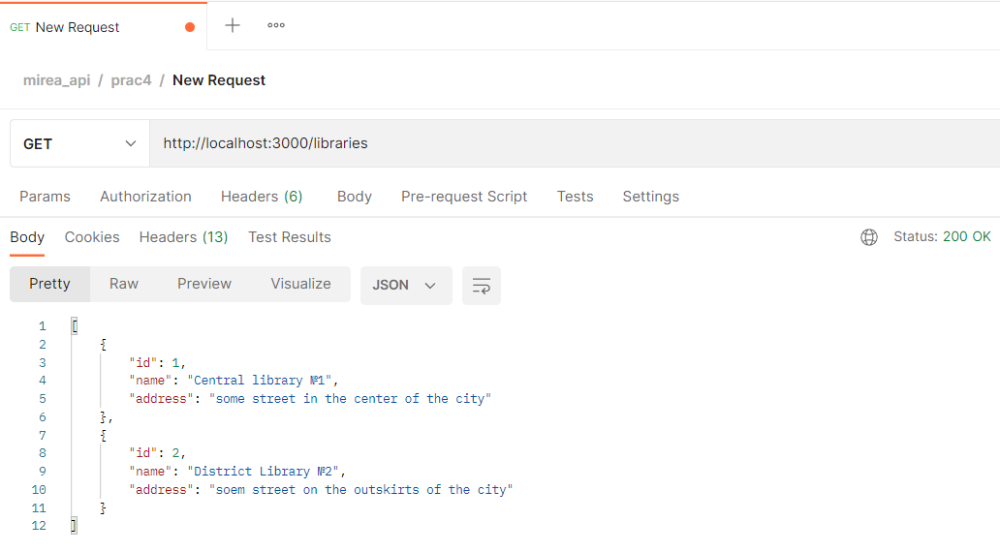 GET New Request
mirea_api / prac4 / New Request
GET http://localhost:3000/libraries
Params Authorization Headers (6) Body Pre-request Script Tests Settings
Body Cookies Headers (13) Test Results Status: 200 OK
Pretty Raw Preview Visualize JSON
1 [
2 {
3 "id": 1,
4 "name": "Central library №1",
5 "address": "some street in the center of the city"
6 },
7 {
8 "id": 2,
9 "name": "District Library №2",
10 "address": "soem street on the outskirts of the city"
11 }
12 ]